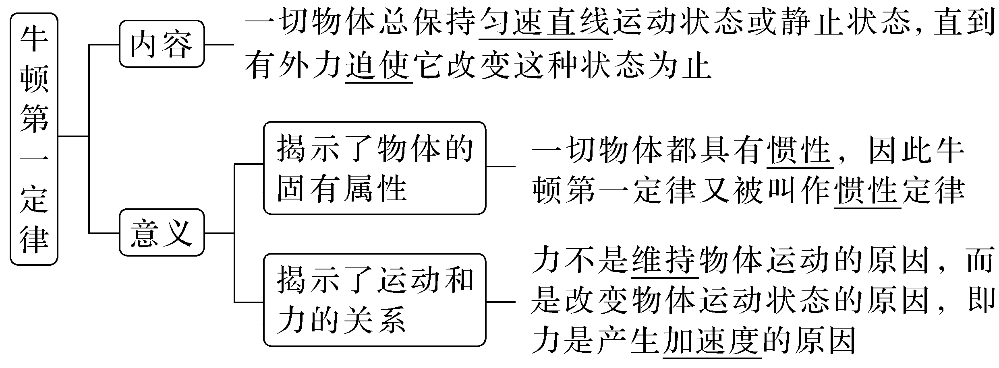 牛顿第一定律
内容
一切物体总保持匀速直线运动状态或静止状态,直到
有外力迫使它改变这种状态为止
意义
揭示了物体的
固有属性
一切物体都具有惯性，因此牛
顿第一定律又被叫作惯性定律
揭示了运动和
力的关系
力不是维持物体运动的原因，而
是改变物体运动状态的原因，即
力是产生加速度的原因